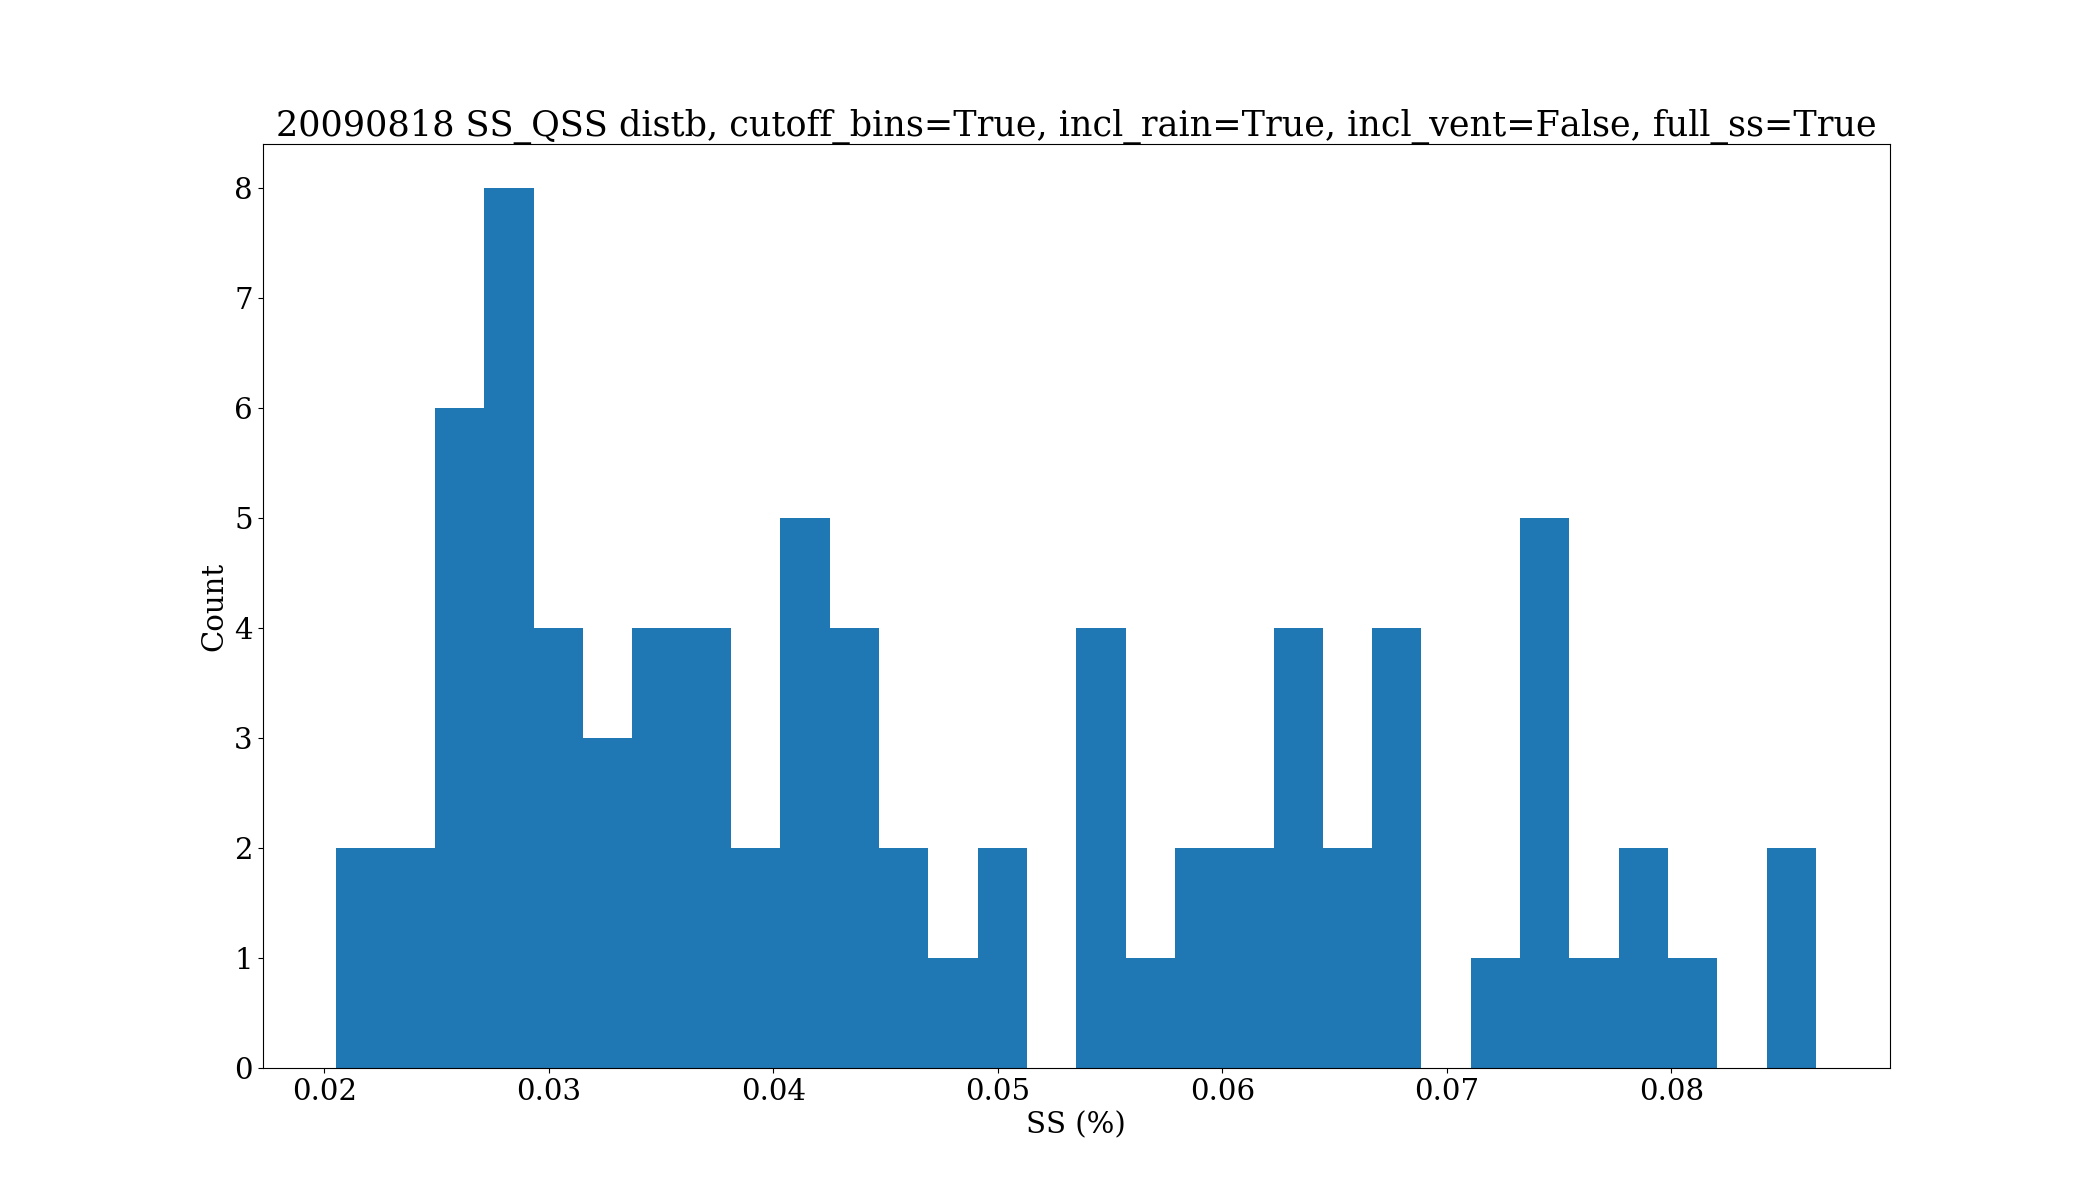 20090818 SS_QSS distb, cutoff_bins=True, incl_rain=True, incl_vent=False, full_ss=True
8
7
6
5
4
3
2
1
0
Count
0.02 0.03 0.04 0.05 0.06 0.07 0.08
SS (%)